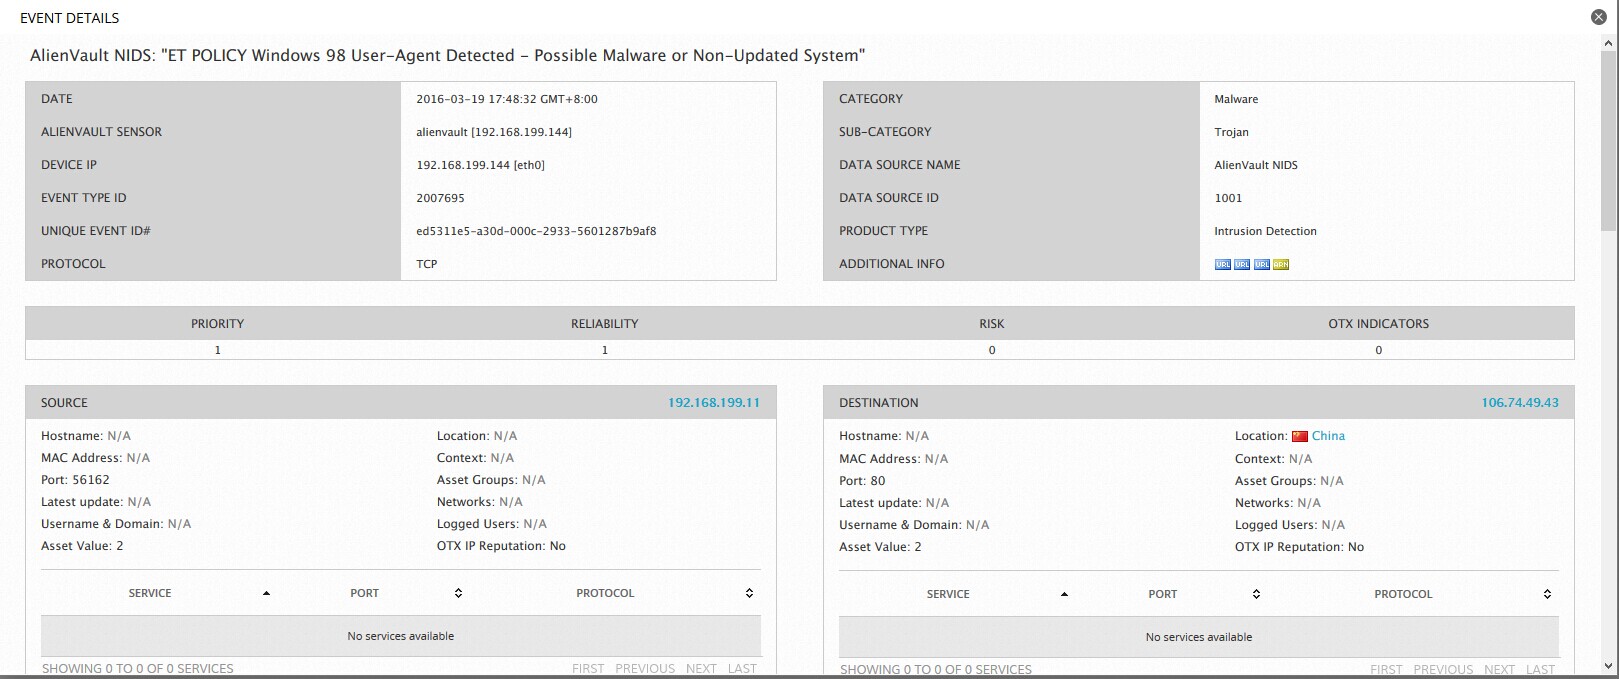 EVENT DETAILS
AlienVault NIDS: "ET POLICY Windows 98 User-Agent Detected - Possible Malware or Non-Updated System"
DATE 2016-03-19 17:48:32 GMT+8:00
ALIENVAULT SENSOR alienvault [192.168.199.144]
DEVICE IP 192.168.199.144 [eth0]
EVENT TYPE ID 2007695
UNIQUE EVENT ID# ed5311e5-a30d-000c-2933-5601287b9af8
PROTOCOL TCP
CATEGORY Malware
SUB-CATEGORY Trojan
DATA SOURCE NAME AlienVault NIDS
DATA SOURCE ID 1001
PRODUCT TYPE Intrusion Detection
ADDITIONAL INFO URL URL URL
PRIORITY RELIABILITY RISK OTX INDICATORS
1 1 0 0
SOURCE 192.168.199.11
Hostname: N/A Location: N/A
MAC Address: N/A Context: N/A
Port: 56162 Asset Groups: N/A
Latest update: N/A Networks: N/A
Username & Domain: N/A Logged Users: N/A
Asset Value: 2 OTX IP Reputation: No
SERVICE PORT PROTOCOL
No services available
SHOWING 0 TO 0 OF 0 SERVICES FIRST PREVIOUS NEXT LAST
DESTINATION 106.74.49.43
Hostname: N/A Location: China
MAC Address: N/A Context: N/A
Port: 80 Asset Groups: N/A
Latest update: N/A Networks: N/A
Username & Domain: N/A Logged Users: N/A
Asset Value: 2 OTX IP Reputation: No
SERVICE PORT PROTOCOL
No services available
SHOWING 0 TO 0 OF 0 SERVICES FIRST PREVIOUS NEXT LAST